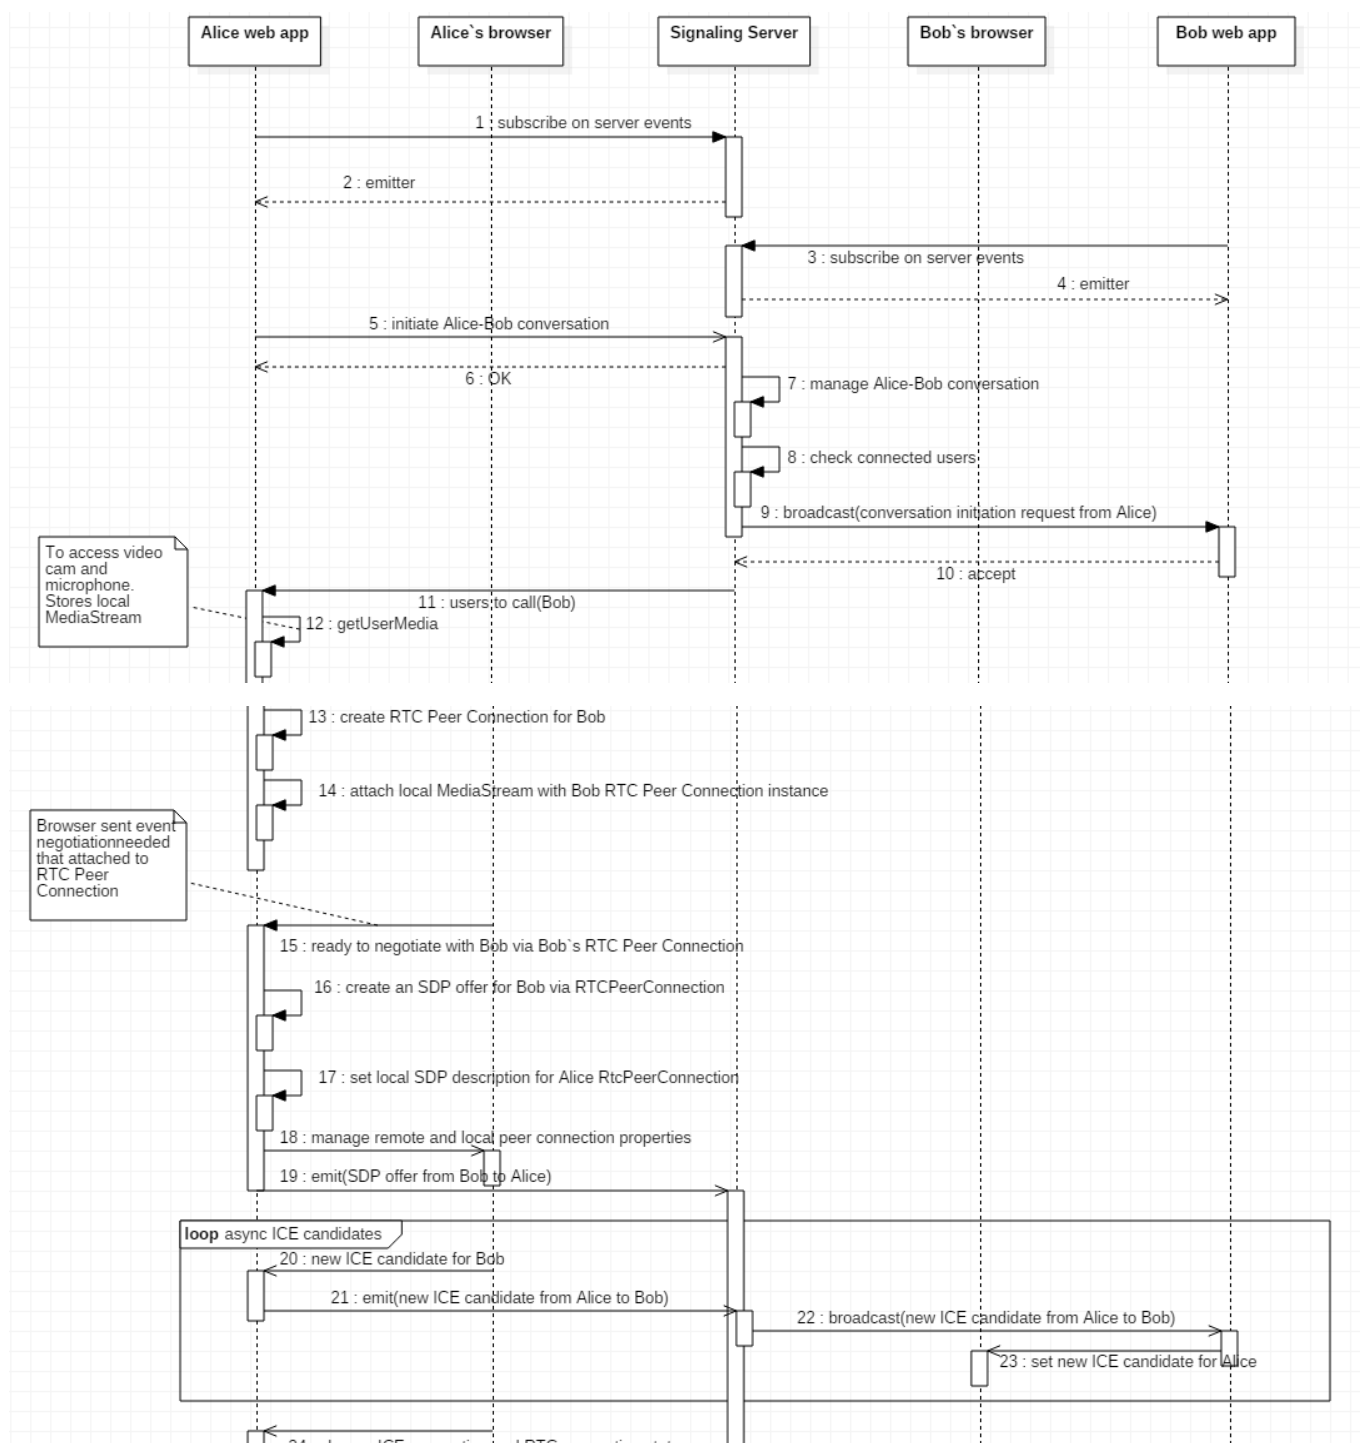 Alice web app
Alice`s browser
Signaling Server
Bob`s browser
Bob web app
1 : subscribe on server events
2 : emitter
3 : subscribe on server events
4 : emitter
5 : initiate Alice-Bob conversation
6 : OK
7 : manage Alice-Bob conversation
8 : check connected users
9 : broadcast(conversation initiation request from Alice)
10 : accept
To access video
cam and
microphone.
Stores local
MediaStream
11 : users to call(Bob)
12 : getUserMedia
13 : create RTC Peer Connection for Bob
14 : attach local MediaStream with Bob RTC Peer Connection instance
Browser sent event
negotiationneeded
that attached to
RTC Peer
Connection
15 : ready to negotiate with Bob via Bob`s RTC Peer Connection
16 : create an SDP offer for Bob via RTCPeerConnection
17 : set local SDP description for Alice RtcPeerConnection
18 : manage remote and local peer connection properties
19 : emit(SDP offer from Bob to Alice)
loop async ICE candidates
20 : new ICE candidate for Bob
21 : emit(new ICE candidate from Alice to Bob)
22 : broadcast(new ICE candidate from Alice to Bob)
23 : set new ICE candidate for Alice